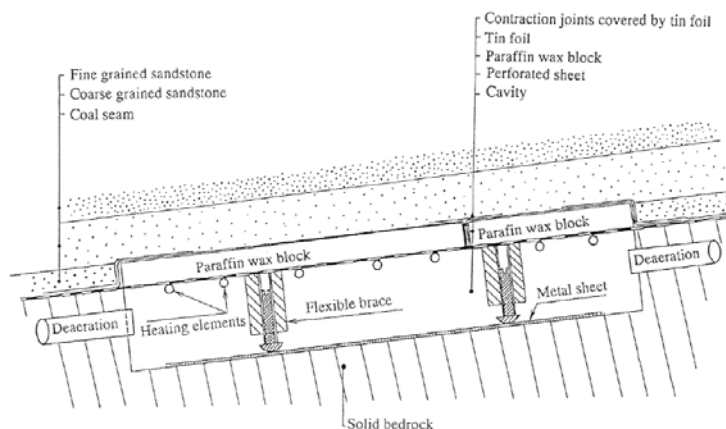 Contraction joints covered by tin foil
Tin foil
Paraffin wax block
Perforated sheet
Cavity
Fine grained sandstone
Coarse grained sandstone
Coal seam
Paraffin wax block
Paraffin wax block
Deaeration
Metal sheet
Flexible brace
Deaeration
Heating elements
Solid bedrock